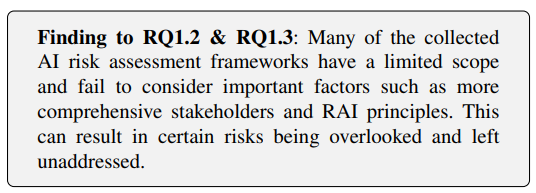 Finding to RQ1.2 & RQ1.3: Many of the collected
AI risk assessment frameworks have a limited scope
and fail to consider important factors such as more
comprehensive stakeholders and RAI principles. This
can result in certain risks being overlooked and left
unaddressed.